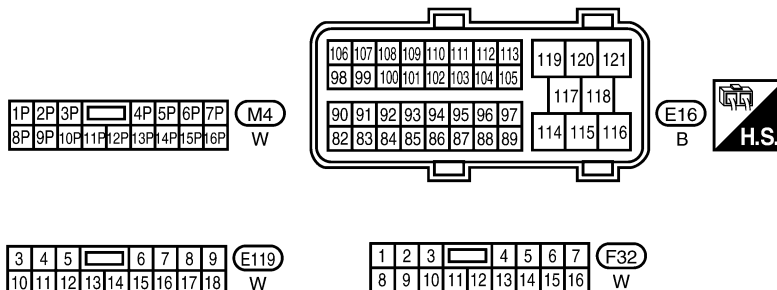 106 107 108 109 110 111 112 113 119 120 121
98 99 100 101 102 103 104 105
117 118
1P 2P 3P 4P 5P 6P 7P M4
90 91 92 93 94 95 96 97 E16
8P 9P 10P 11P 12P 13P 14P 15P 16P W
82 83 84 85 86 87 88 89 114 115 116 B
H.S.
3 4 5 6 7 8 9 E119
10 11 12 13 14 15 16 17 18 W
1 2 3 4 5 6 7 F32
8 9 10 11 12 13 14 15 16 W